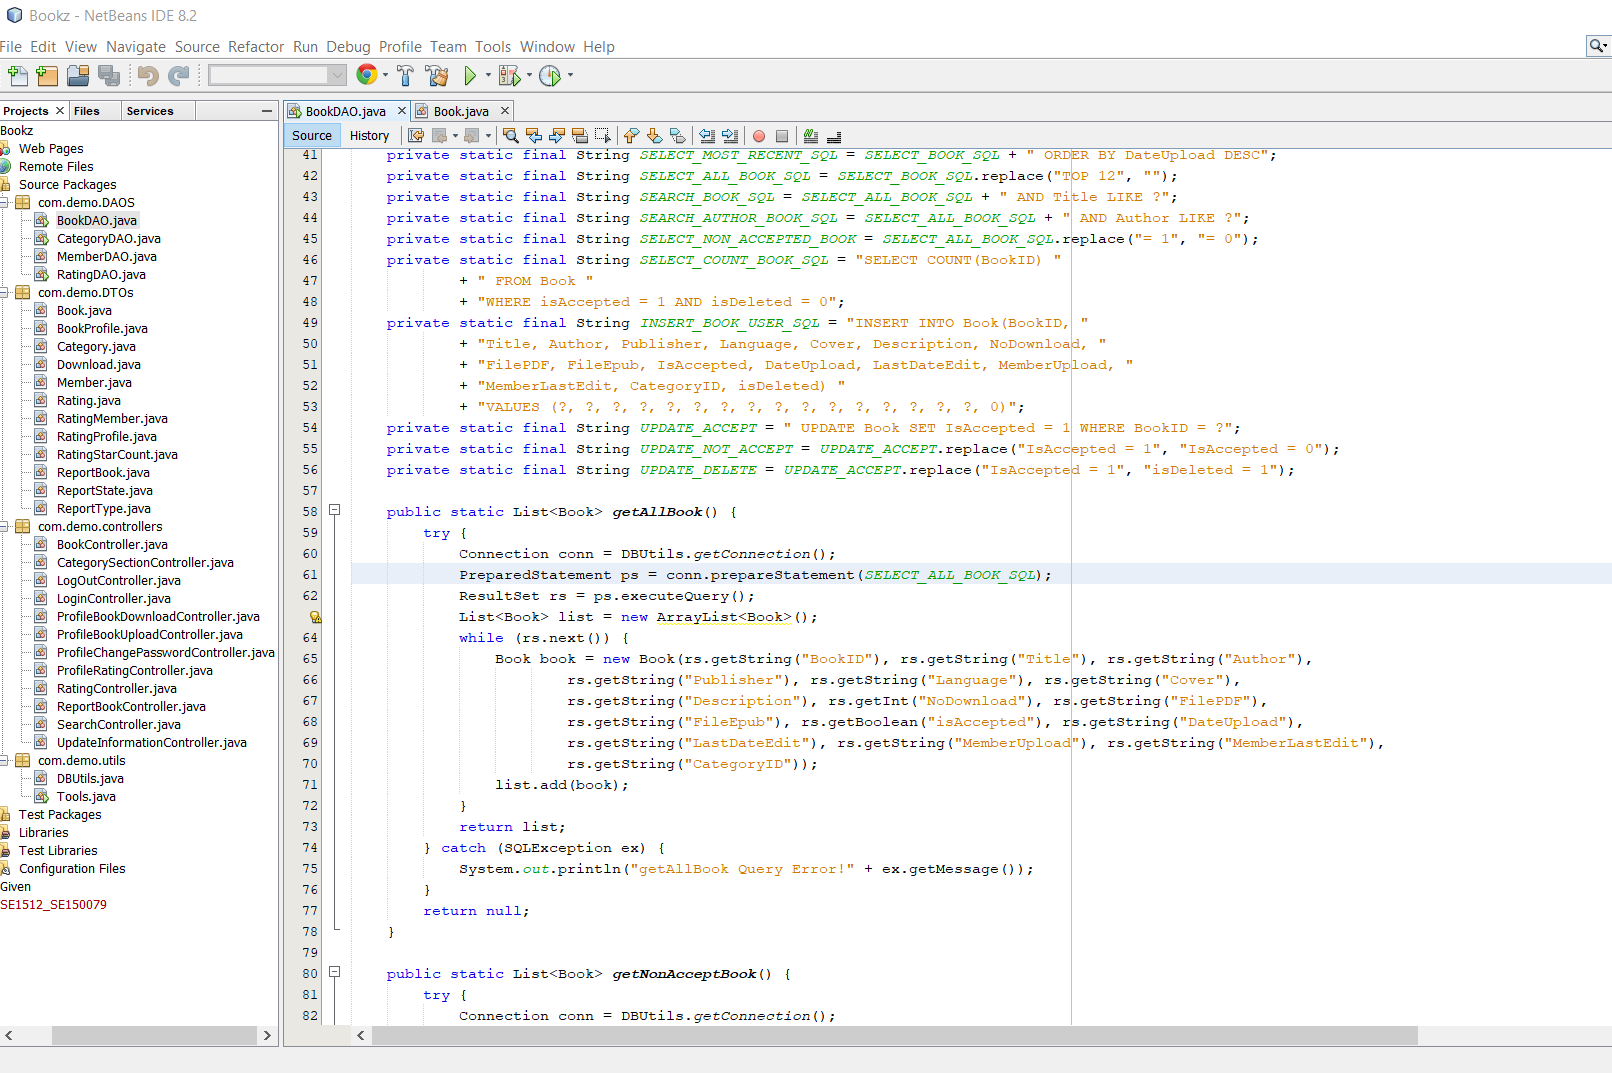 Bookz - NetBeans IDE 8.2
File Edit View Navigate Source Refactor Run Debug Profile Team Tools Window Help
Projects Files Services
Bookz
Web Pages
Remote Files
Source Packages
com.demo.DAOS
BookDAO.java
CategoryDAO.java
MemberDAO.java
RatingDAO.java
com.demo.DTOs
Book.java
BookProfile.java
Category.java
Download.java
Member.java
Rating.java
RatingMember.java
RatingProfile.java
RatingStarCount.java
ReportBook.java
ReportState.java
ReportType.java
com.demo.controllers
BookController.java
CategorySectionController.java
LogOutController.java
LoginController.java
ProfileBookDownloadController.java
ProfileBookUploadController.java
ProfileChangePasswordController.java
ProfileRatingController.java
RatingController.java
ReportBookController.java
SearchController.java
UpdateInformationController.java
com.demo.utils
DBUtils.java
Tools.java
Test Packages
Libraries
Test Libraries
Configuration Files
Given
SE1512_SE150079
BookDAO.java Book.java
Source History
41 private static final String SELECT_MOST_RECENT_SQL = SELECT_BOOK_SQL + " ORDER BY DateUpload DESC";
42 private static final String SELECT_ALL_BOOK_SQL = SELECT_BOOK_SQL.replace("TOP 12", "");
43 private static final String SEARCH_BOOK_SQL = SELECT_ALL_BOOK_SQL + " AND Title LIKE ?";
44 private static final String SEARCH_AUTHOR_BOOK_SQL = SELECT_ALL_BOOK_SQL + " AND Author LIKE ?";
45 private static final String SELECT_NON_ACCEPTED_BOOK = SELECT_ALL_BOOK_SQL.replace("= 1", "= 0");
46 private static final String SELECT_COUNT_BOOK_SQL = "SELECT COUNT(BookID) "
47 + " FROM Book "
48 + "WHERE isAccepted = 1 AND isDeleted = 0";
49 private static final String INSERT_BOOK_USER_SQL = "INSERT INTO Book(BookID, "
50 + "Title, Author, Publisher, Language, Cover, Description, NoDownload, "
51 + "FilePDF, FileEpub, IsAccepted, DateUpload, LastDateEdit, MemberUpload, "
52 + "MemberLastEdit, CategoryID, isDeleted) "
53 + "VALUES (?, ?, ?, ?, ?, ?, ?, ?, ?, ?, ?, ?, ?, ?, ?, ?, 0)";
54 private static final String UPDATE_ACCEPT = " UPDATE Book SET IsAccepted = 1 WHERE BookID = ?";
55 private static final String UPDATE_NOT_ACCEPT = UPDATE_ACCEPT.replace("IsAccepted = 1", "IsAccepted = 0");
56 private static final String UPDATE_DELETE = UPDATE_ACCEPT.replace("IsAccepted = 1", "isDeleted = 1");
57
58 public static List<Book> getAllBook() {
59 try {
60 Connection conn = DBUtils.getConnection();
61 PreparedStatement ps = conn.prepareStatement(SELECT_ALL_BOOK_SQL);
62 ResultSet rs = ps.executeQuery();
List<Book> list = new ArrayList<Book>();
64 while (rs.next()) {
65 Book book = new Book(rs.getString("BookID"), rs.getString("Title"), rs.getString("Author"),
66 rs.getString("Publisher"), rs.getString("Language"), rs.getString("Cover"),
67 rs.getString("Description"), rs.getInt("NoDownload"), rs.getString("FilePDF"),
68 rs.getString("FileEpub"), rs.getBoolean("isAccepted"), rs.getString("DateUpload"),
69 rs.getString("LastDateEdit"), rs.getString("MemberUpload"), rs.getString("MemberLastEdit"),
70 rs.getString("CategoryID"));
71 list.add(book);
72 }
73 return list;
74 } catch (SQLException ex) {
75 System.out.println("getAllBook Query Error!" + ex.getMessage());
76 }
77 return null;
78 }
79
80 public static List<Book> getNonAcceptBook() {
81 try {
82 Connection conn = DBUtils.getConnection();